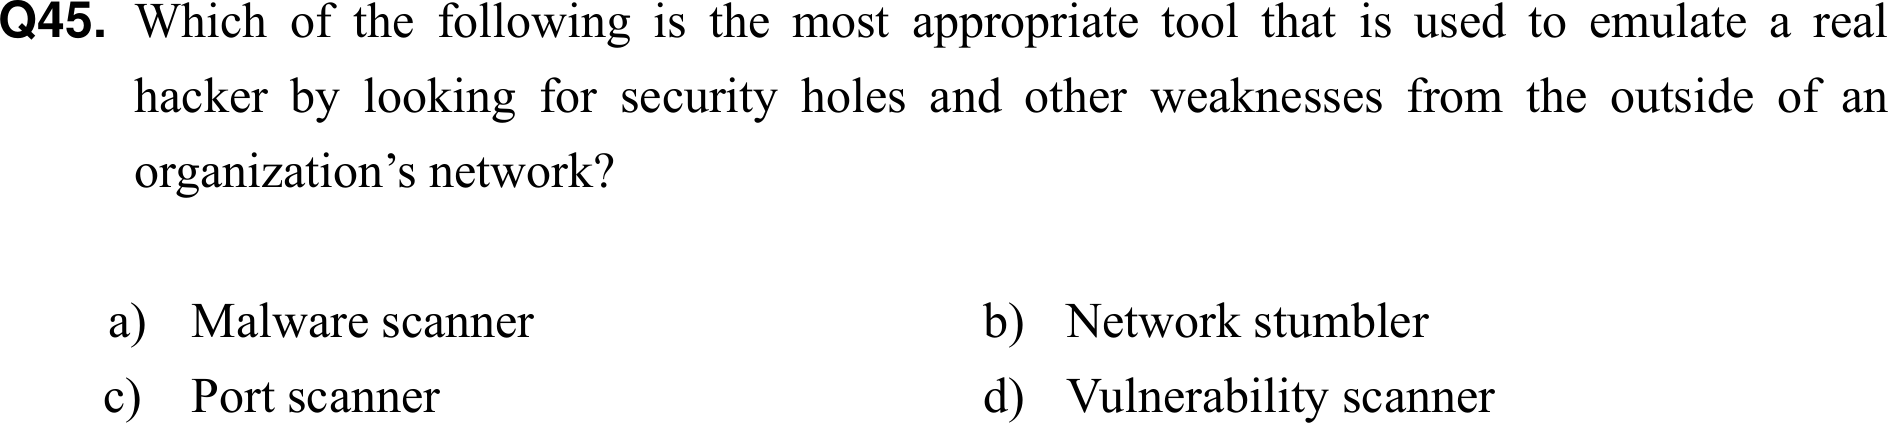 Q45. Which of the following is the most appropriate tool that is used to emulate a real
hacker by looking for security holes and other weaknesses from the outside of an
organization’s network?
a) Malware scanner b) Network stumbler
c) Port scanner d) Vulnerability scanner